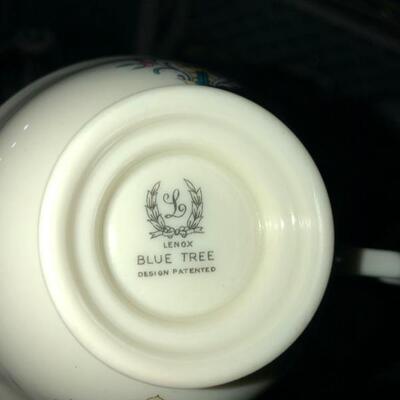 L
LENOX
BLUE TREE
DESIGN PATENTED